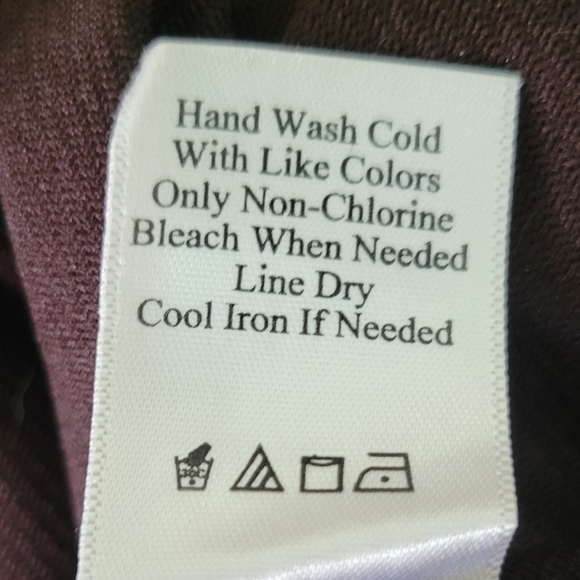 Hand Wash Cold
With Like Colors
Only Non-Chlorine
Bleach When Needed
Line Dry
Cool Iron If Needed